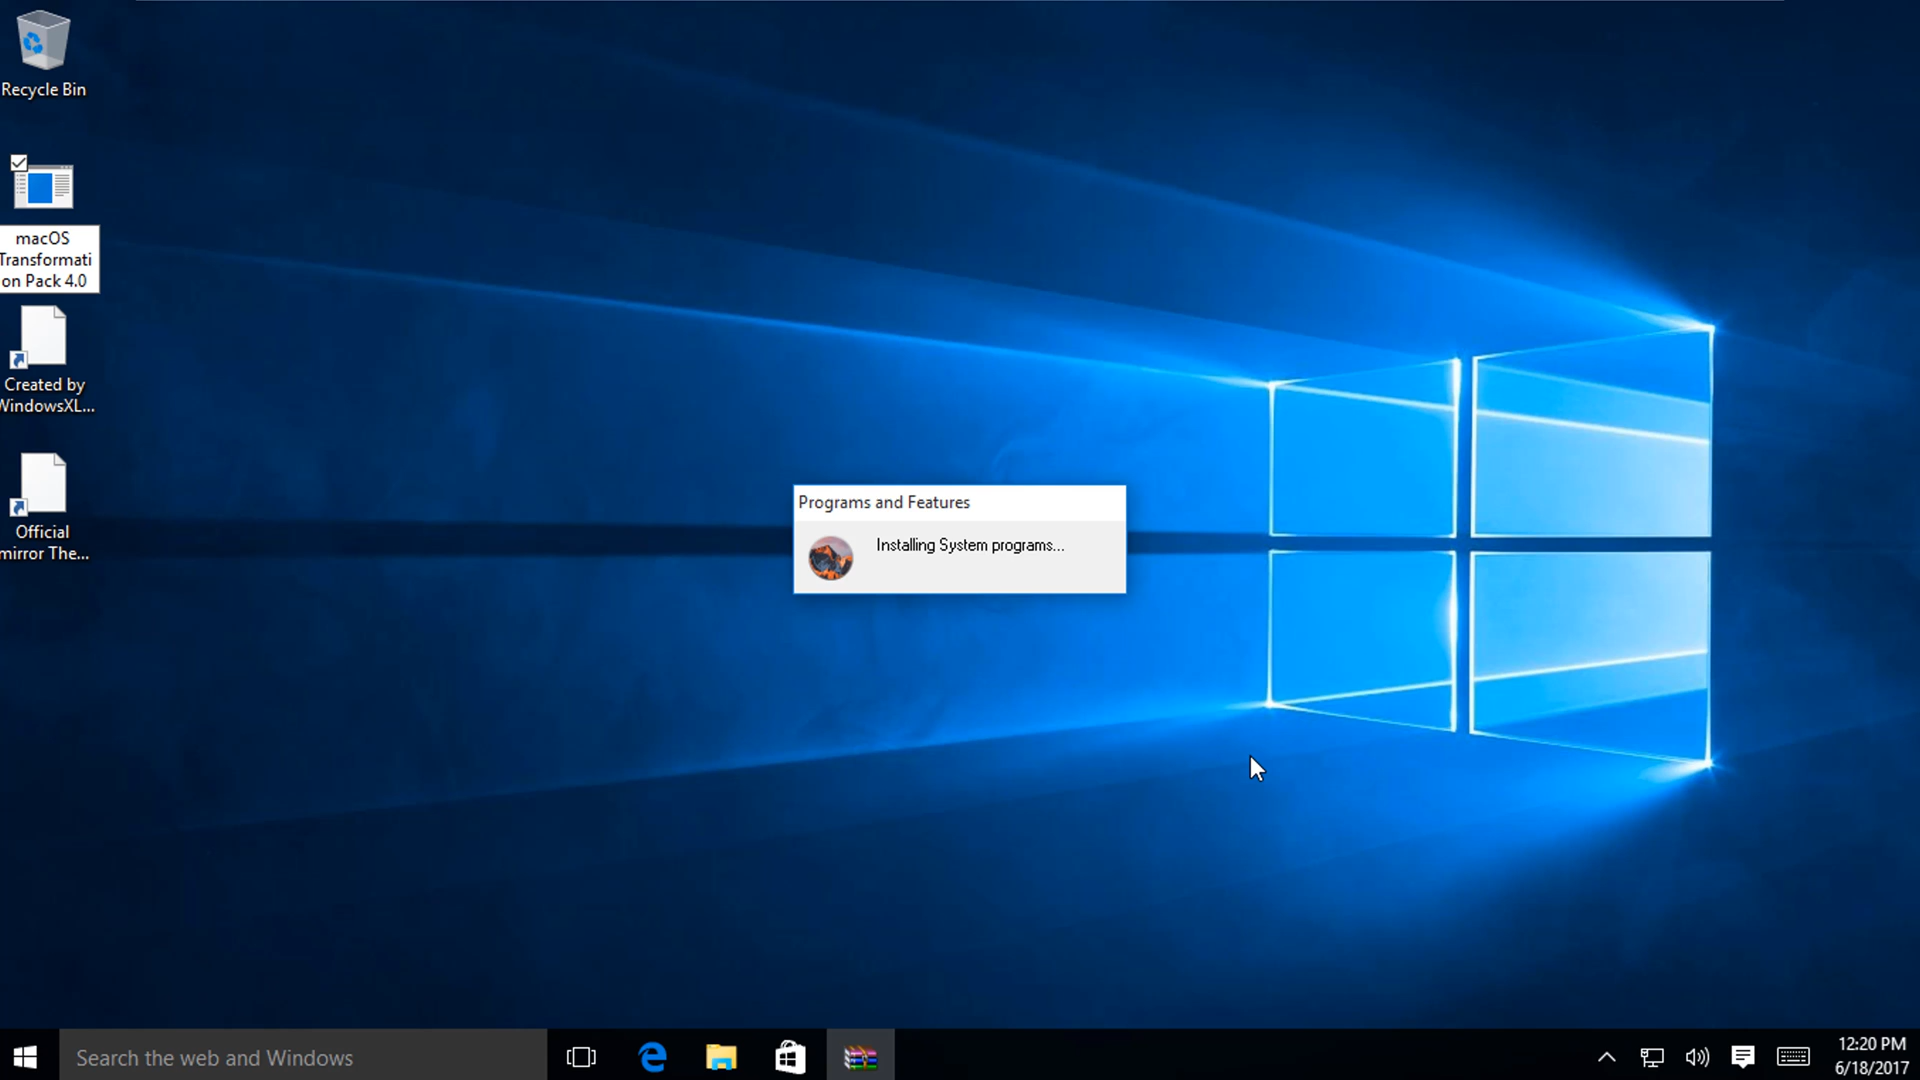 Recycle Bin
macOS
Transformati
on Pack 4.0
Created by
WindowsXL...
Official
mirror The...
Programs and Features
Installing System programs...
Search the web and Windows
12:20 PM
6/18/2017